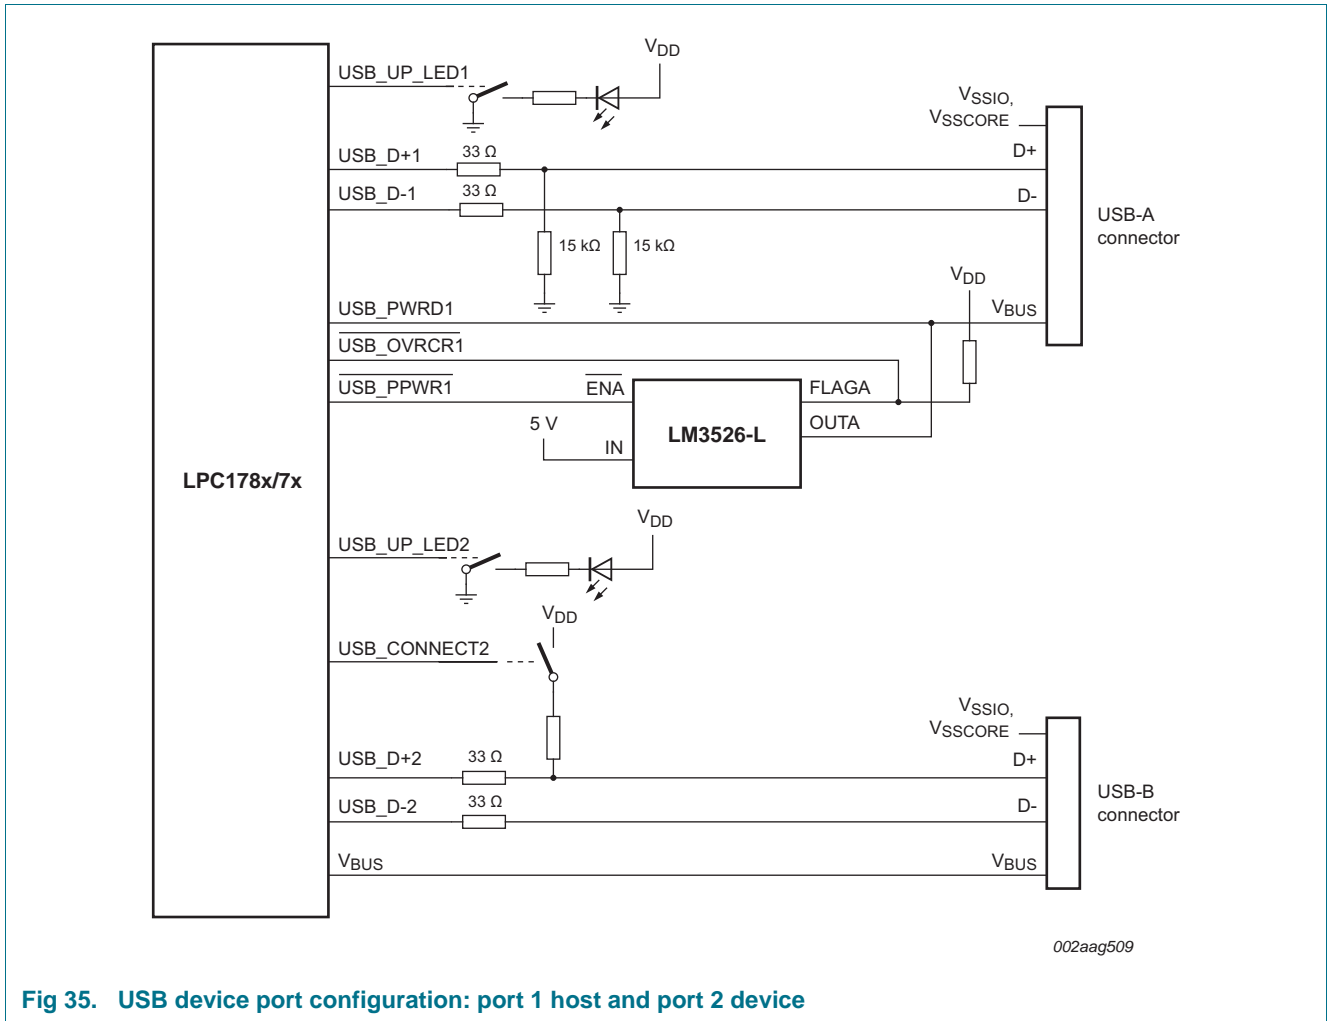 VDD
USB_UP_LED1
VSSIO,
VSSCORE
USB_D+1
33 Ω
D+
USB_D-1
33 Ω
D-
USB-A
connector
15 kΩ
15 kΩ
VDD
USB_PWRD1
VBUS
USB_OVRCR1
USB_PPWR1
ENA
FLAGA
5 V
IN
LM3526-L
OUTA
LPC178x/7x
VDD
USB_UP_LED2
VDD
USB_CONNECT2
VSSIO,
VSSCORE
USB_D+2
33 Ω
D+
USB_D-2
33 Ω
D-
USB-B
connector
VBUS
VBUS
002aag509
Fig 35. USB device port configuration: port 1 host and port 2 device